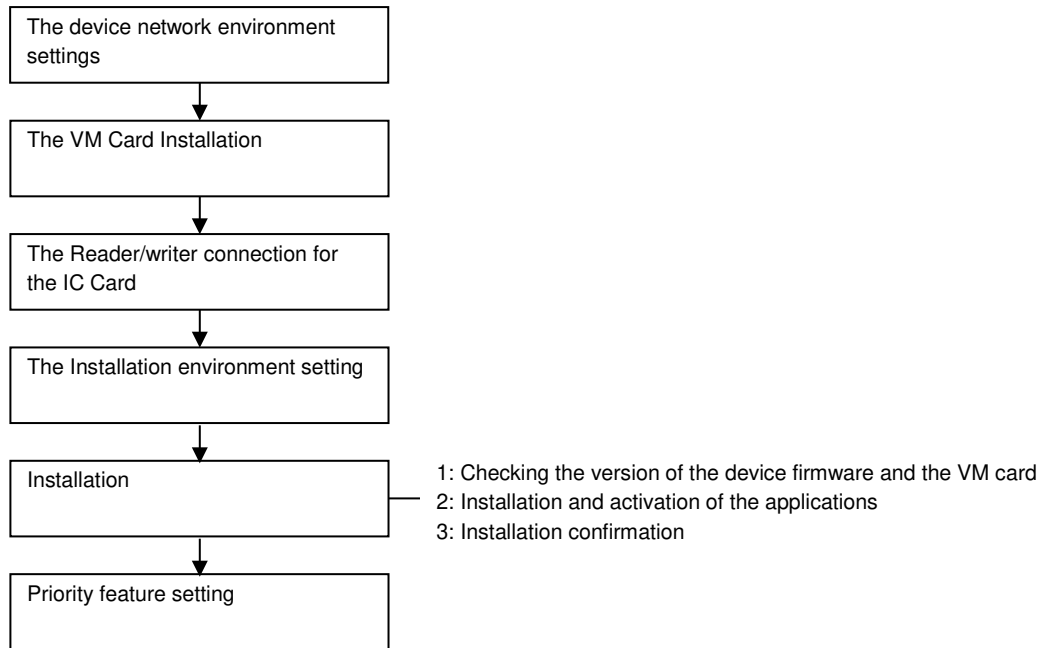 The device network environment
settings
The VM Card Installation
The Reader/writer connection for
the IC Card
The Installation environment setting
Installation
1: Checking the version of the device firmware and the VM card
2: Installation and activation of the applications
3: Installation confirmation
Priority feature setting